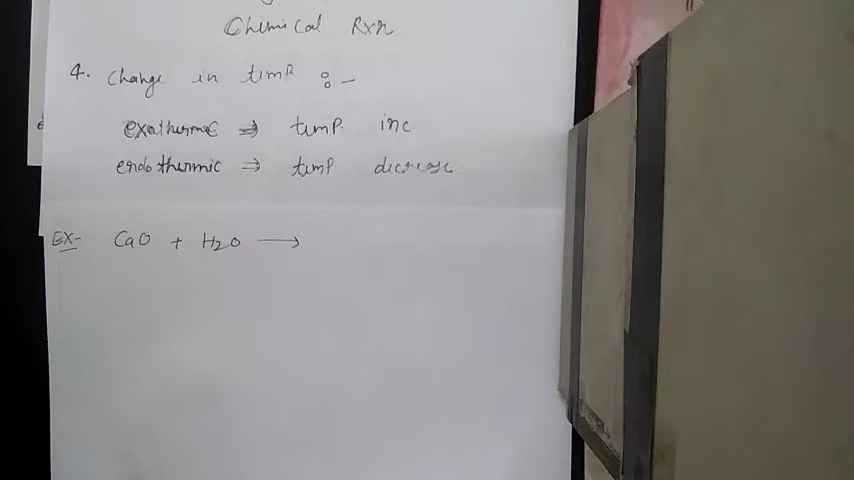 Chemical Rxn
4. Change in temp :-
exothermic ⇒ temp. inc.
endothermic ⇒ temp decrease
EX- CaO + H2O ⟶